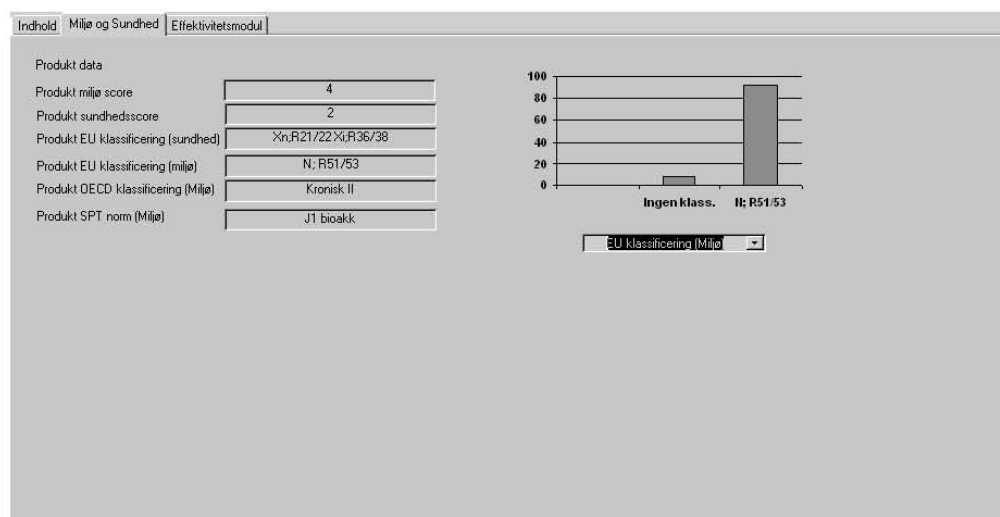 Indhold Miljø og Sundhed Effektivitetsmodul
Produkt data
Produkt miljø score 4
Produkt sundhedsscore 2
Produkt EU klassificering (sundhed) Xn;R21/22 Xi;R36/38
Produkt EU klassificering (miljø) N; R51/53
Produkt OECD klassificering (Miljø) Kronisk II
Produkt SPT norm (Miljø) J1 bioakk
100
80
60
40
20
0
Ingen klass. N; R51/53
EU klassificering (Miljø)